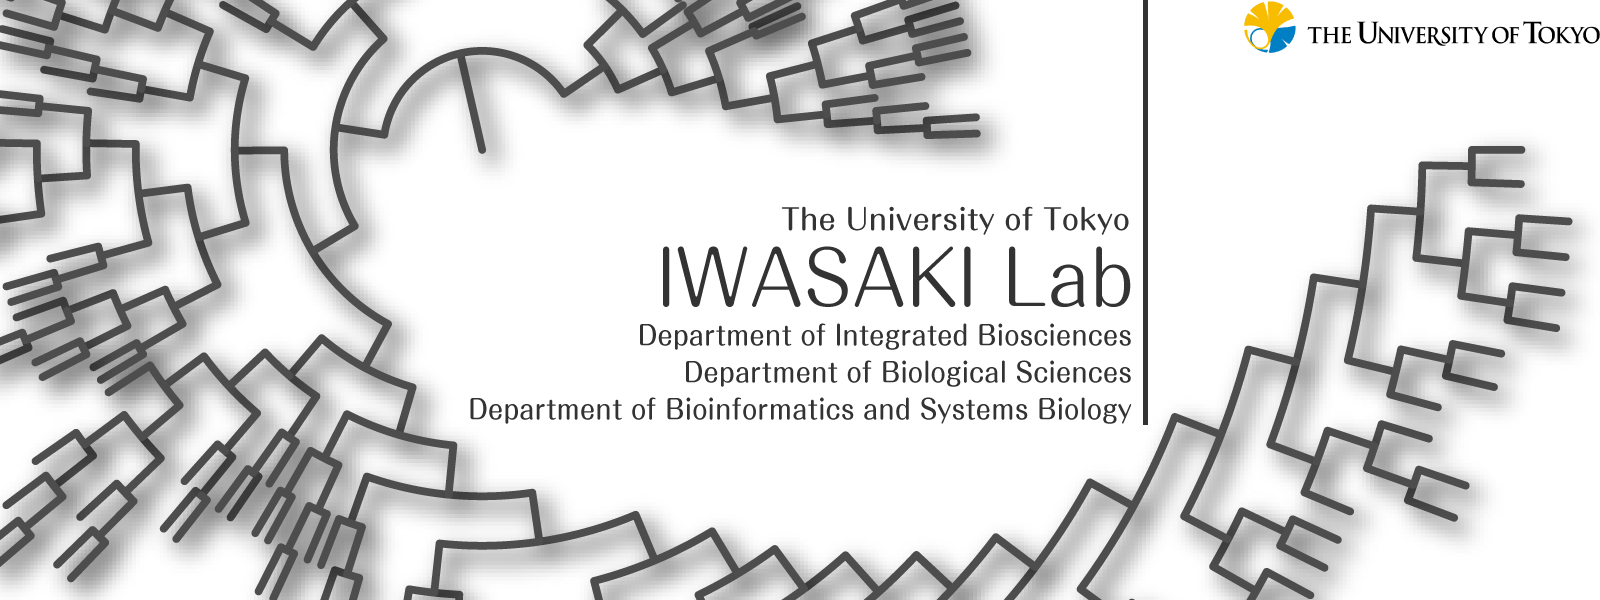 THE UNIVERSITY OF TOKYO
The University of Tokyo
IWASAKI Lab
Department of Integrated Biosciences
Department of Biological Sciences
Department of Bioinformatics and Systems Biology